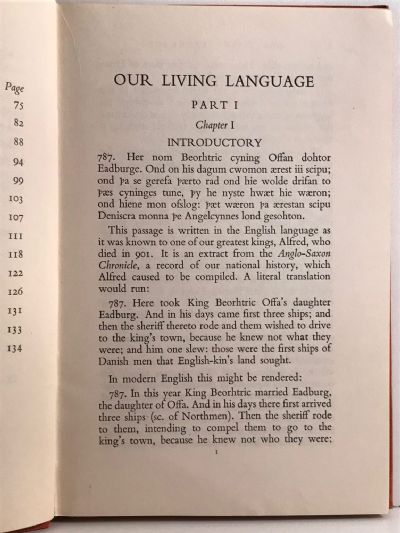 Page
75
82
88
94
99
103
107
111
118
122
126
131
133
134
OUR LIVING LANGUAGE
PART I
Chapter I
INTRODUCTORY
787. Her nom Beorhtric cyning Offan dohtor
Eadburge. Ond on his dagum cwomon ærest iii scipu;
ond þa se gerefa þærto rad ond hie wolde drifan to
þæs cyninges tune, þy he nyste hwæt hie wæron;
ond hiene mon ofslog: þæt wæron þa ærestan scipu
Deniscra monna þe Angelcynnes lond gesohton.
This passage is written in the English language as
it was known to one of our greatest kings, Alfred, who
died in 901. It is an extract from the Anglo-Saxon
Chronicle, a record of our national history, which
Alfred caused to be compiled. A literal translation
would run:
787. Here took King Beorhtric Offa's daughter
Eadburg. And in his days came first three ships; and
then the sheriff thereto rode and them wished to drive
to the king's town, because he knew not what they
were; and him one slew: those were the first ships of
Danish men that English-kin's land sought.
In modern English this might be rendered:
787. In this year King Beorhtric married Eadburg,
the daughter of Offa. And in his days there first arrived
three ships (sc. of Northmen). Then the sheriff rode
to them, intending to compel them to go to the
king's town, because he knew not who they were;
1